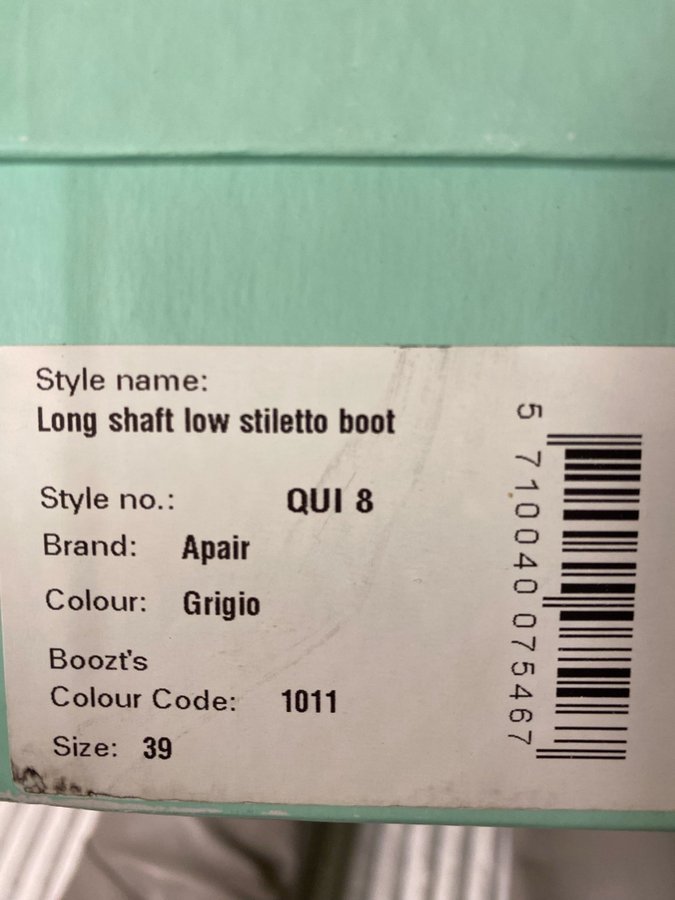 Style name:
Long shaft low stiletto boot
Style no.: QUI 8
Brand: Apair
Colour: Grigio
Boozt's
Colour Code: 1011
Size: 39
5 710040 075467